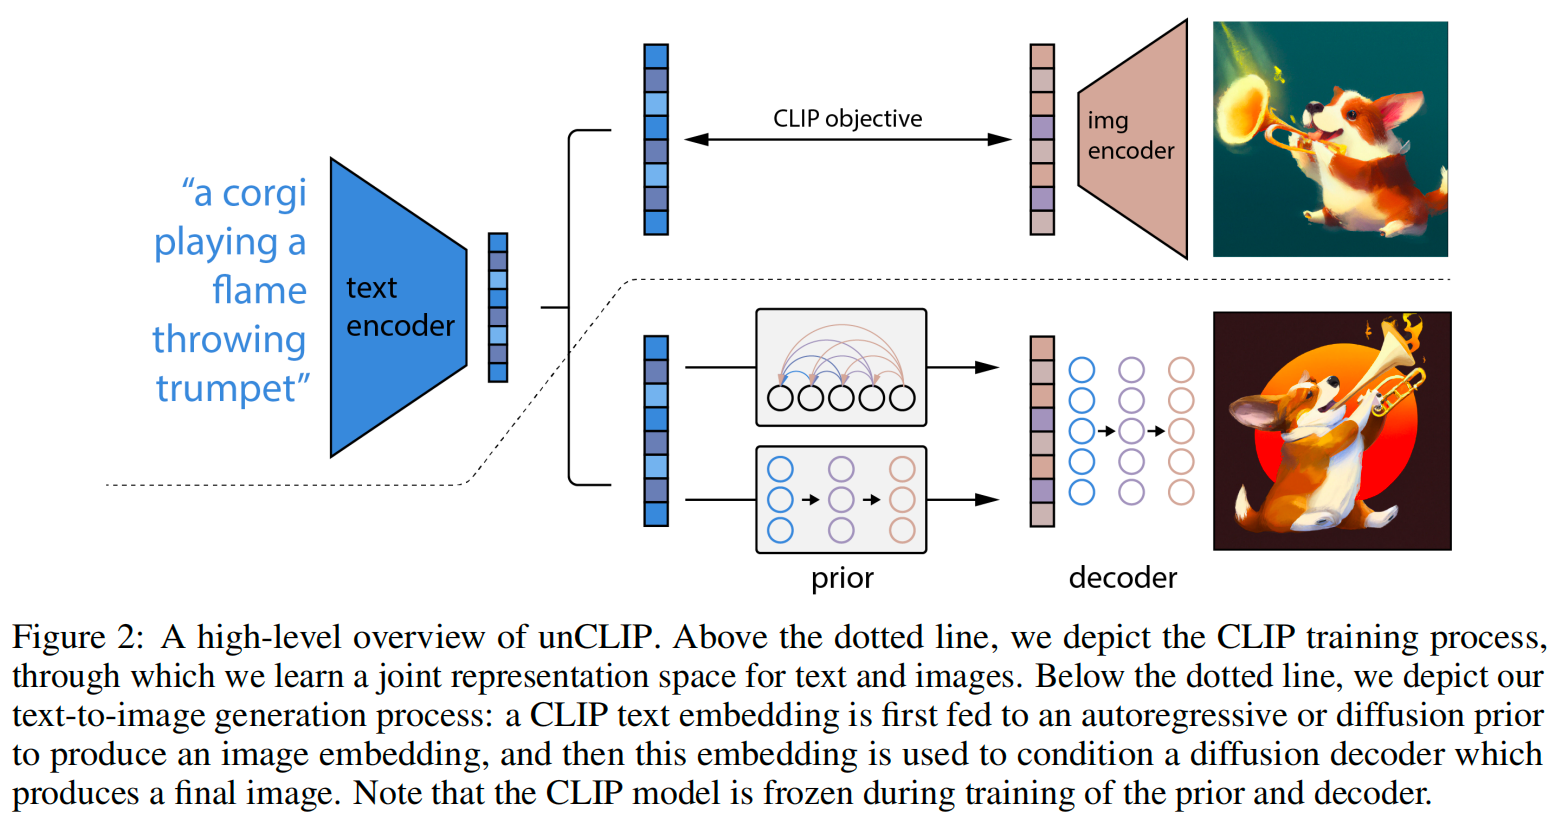 “a corgi
playing a
flame
throwing
trumpet”
text
encoder
CLIP objective
img
encoder
prior
decoder
Figure 2: A high-level overview of unCLIP. Above the dotted line, we depict the CLIP training process,
through which we learn a joint representation space for text and images. Below the dotted line, we depict our
text-to-image generation process: a CLIP text embedding is first fed to an autoregressive or diffusion prior
to produce an image embedding, and then this embedding is used to condition a diffusion decoder which
produces a final image. Note that the CLIP model is frozen during training of the prior and decoder.